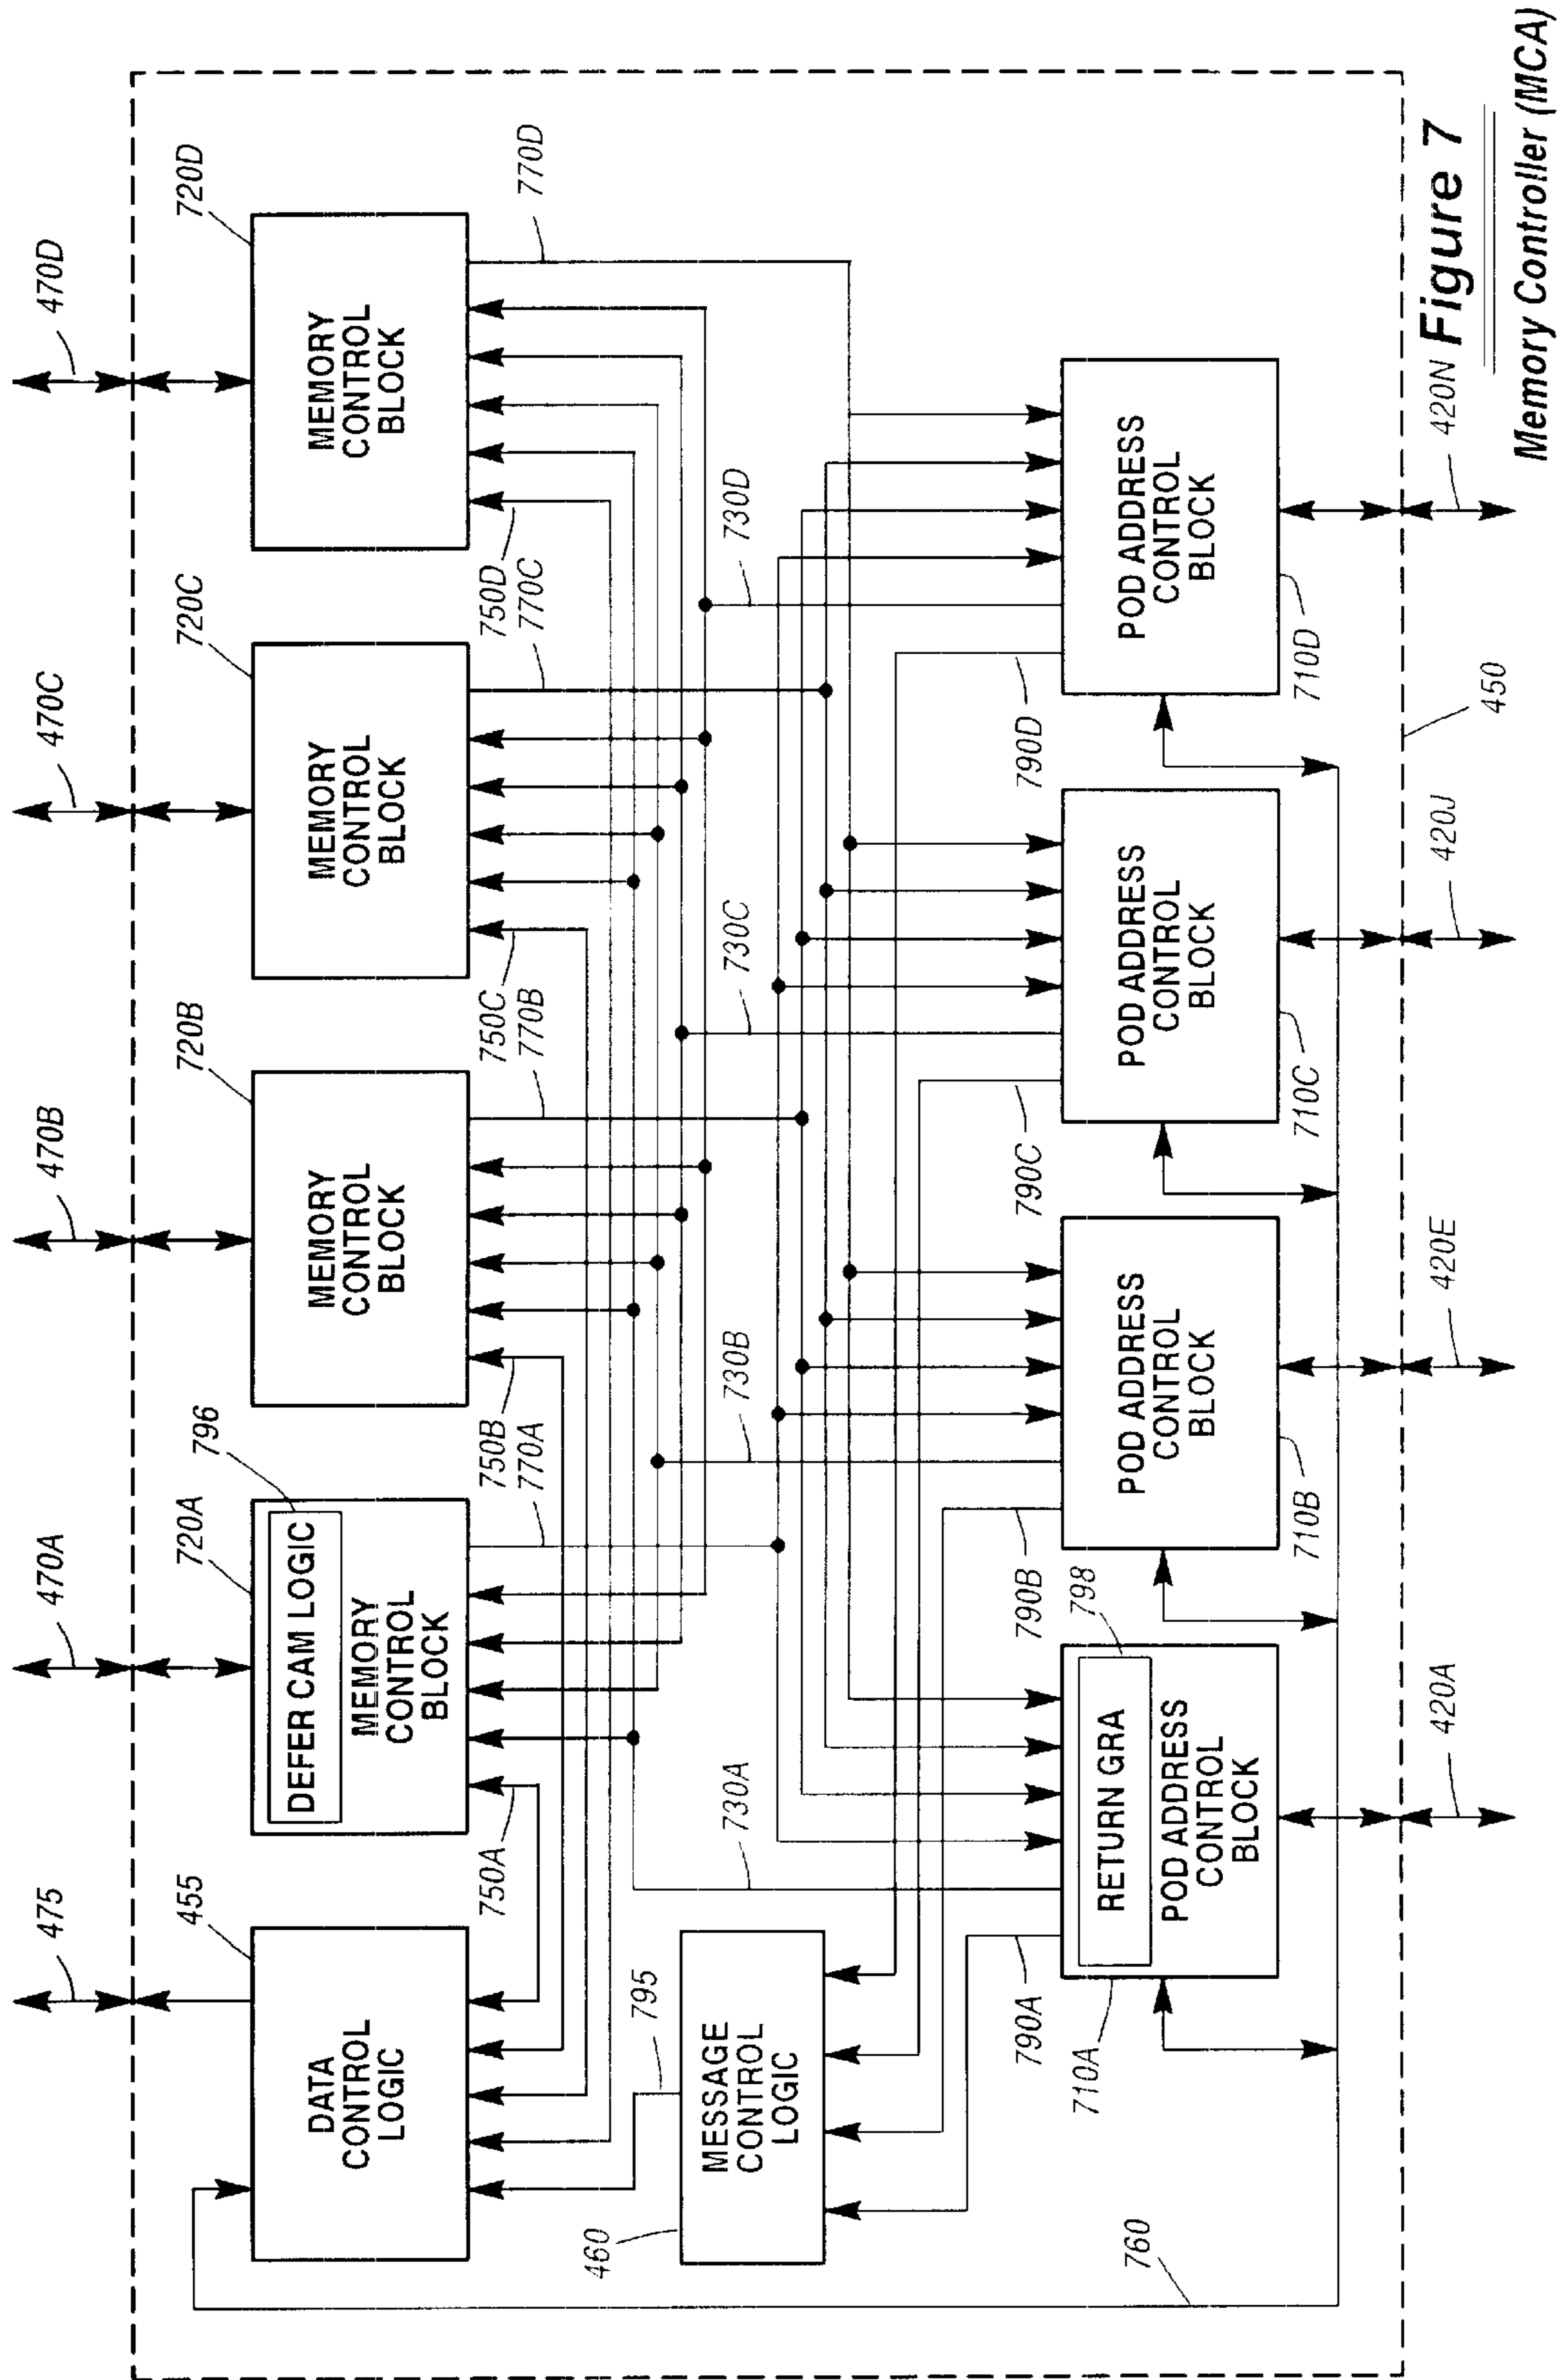 475
470A
470B
470C
470D
455
720A
796
720B
720C
720D
DATA
CONTROL
LOGIC
DEFER CAM LOGIC
MEMORY
CONTROL
BLOCK
MEMORY
CONTROL
BLOCK
MEMORY
CONTROL
BLOCK
MEMORY
CONTROL
BLOCK
750A
750B
770A
750C
770B
750D
770C
770D
795
460
MESSAGE
CONTROL
LOGIC
730A
730B
730C
730D
790A
710A
790B
798
790C
790D
RETURN GRA
POD ADDRESS
CONTROL
BLOCK
POD ADDRESS
CONTROL
BLOCK
POD ADDRESS
CONTROL
BLOCK
POD ADDRESS
CONTROL
BLOCK
760
710B
710C
710D
420A
420E
420J
450
420N
Figure 7
Memory Controller (MCA)